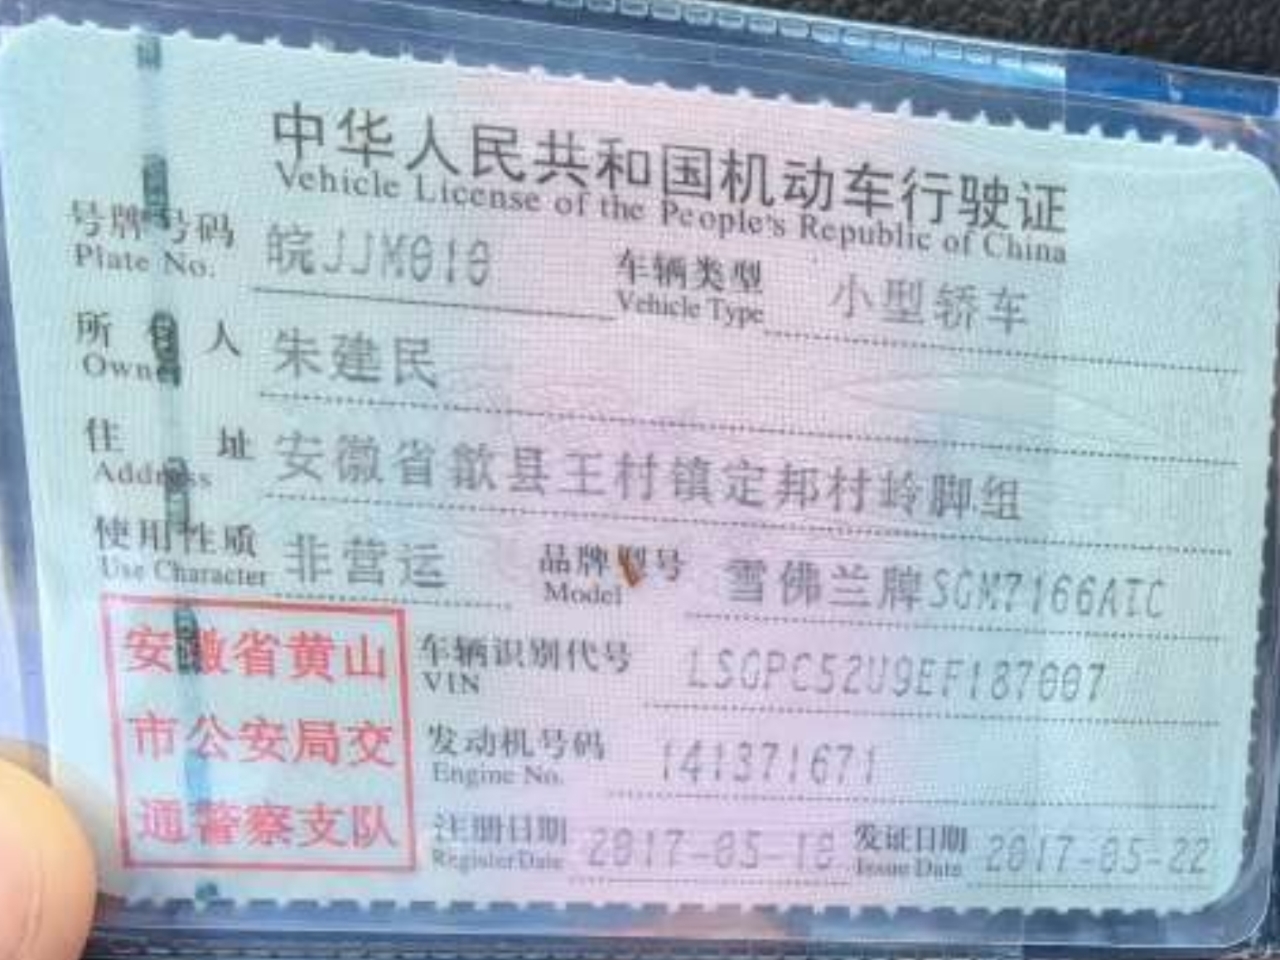 中华人民共和国机动车行驶证
Vehicle License of the People's Republic of China
号牌号码 皖JJM010 车辆类型 小型轿车
Plate No. Vehicle Type
所有人 朱建民
Owner
住址 安徽省歙县王村镇定邦村岭脚组
Address
使用性质 非营运 品牌型号 雪佛兰牌SGM7166ATC
Use Character Model
安徽省黄山
市公安局交
通警察支队
车辆识别代号 LSGPC52U9EF187007
VIN
发动机号码 141371671
Engine No.
注册日期 2017-05-18 发证日期 2017-05-22
Register Date Issue Date